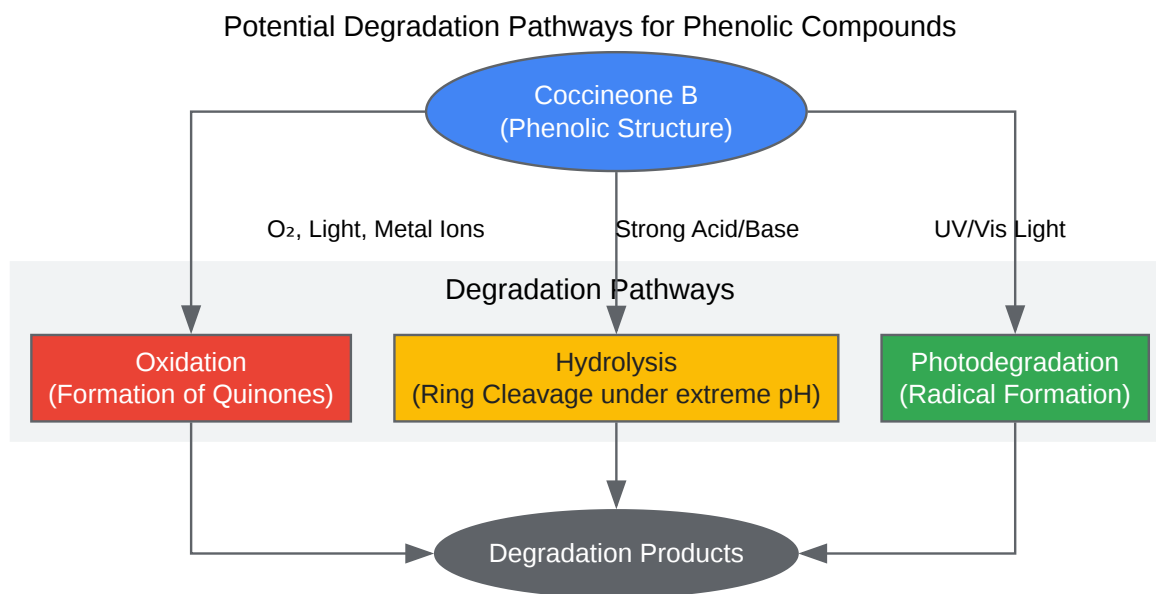 Potential Degradation Pathways for Phenolic Compounds
Coccineone B
(Phenolic Structure)
O₂, Light, Metal Ions
Strong Acid/Base
UV/Vis Light
Degradation Pathways
Oxidation
(Formation of Quinones)
Hydrolysis
(Ring Cleavage under extreme pH)
Photodegradation
(Radical Formation)
Degradation Products